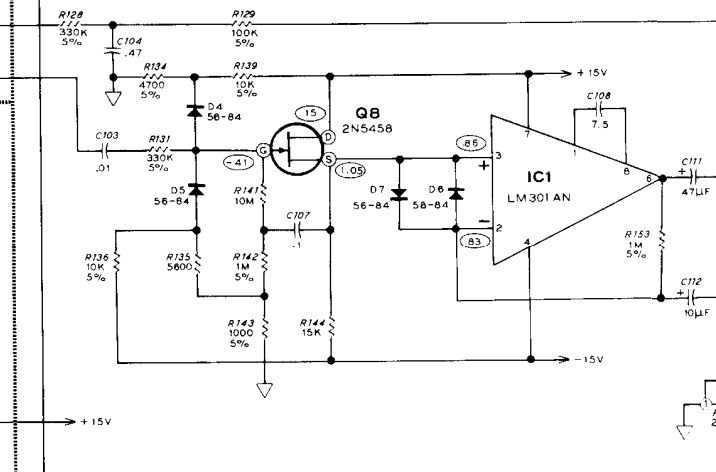 R128
330K
5%
R129
100K
5%
C104
.47
R134
4700
5%
R139
10K
5%
+15V
D4
56-84
15
Q8
2N5458
D
C108
7.5
C103
.01
R131
330K
5%
G
-.41
S
1.05
.86
3
+
7
1
8
IC1
LM301AN
6
C111
+
47µF
D5
56-84
R141
10M
D7
56-84
D6
58-84
−
2
.83
4
C107
.1
R153
1M
5%
R136
10K
5%
R135
5600
R142
1M
5%
C112
+
10µF
R143
1000
5%
R144
15K
-15V
+15V
1
2